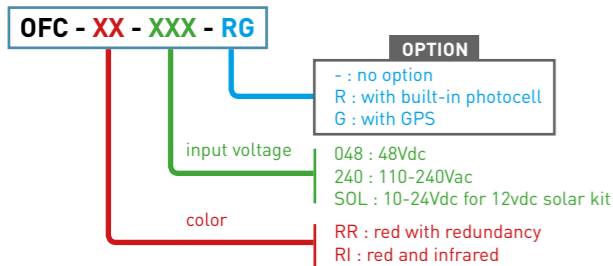 OFC - XX - XXX - RG
OPTION
- : no option
R : with built-in photocell
G : with GPS
input voltage
048 : 48Vdc
240 : 110-240Vac
SOL : 10-24Vdc for 12vdc solar kit
color
RR : red with redundancy
RI : red and infrared